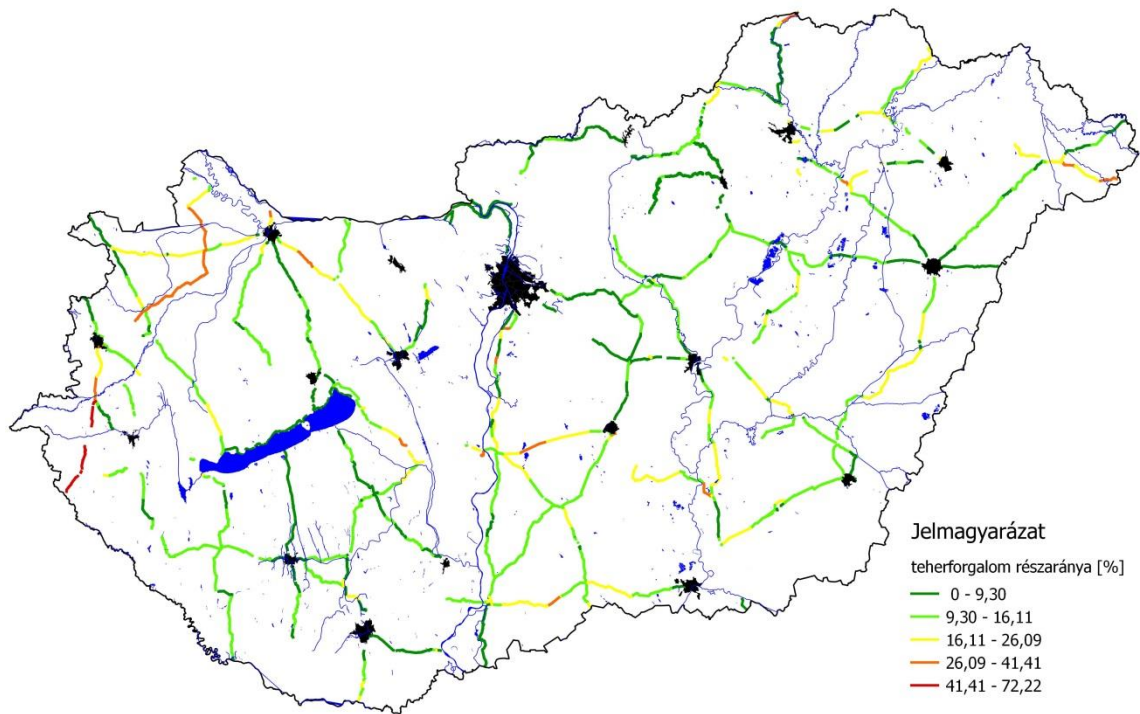 Jelmagyarázat
teherforgalom részaránya [%]
0 - 9,30
9,30 - 16,11
16,11 - 26,09
26,09 - 41,41
41,41 - 72,22